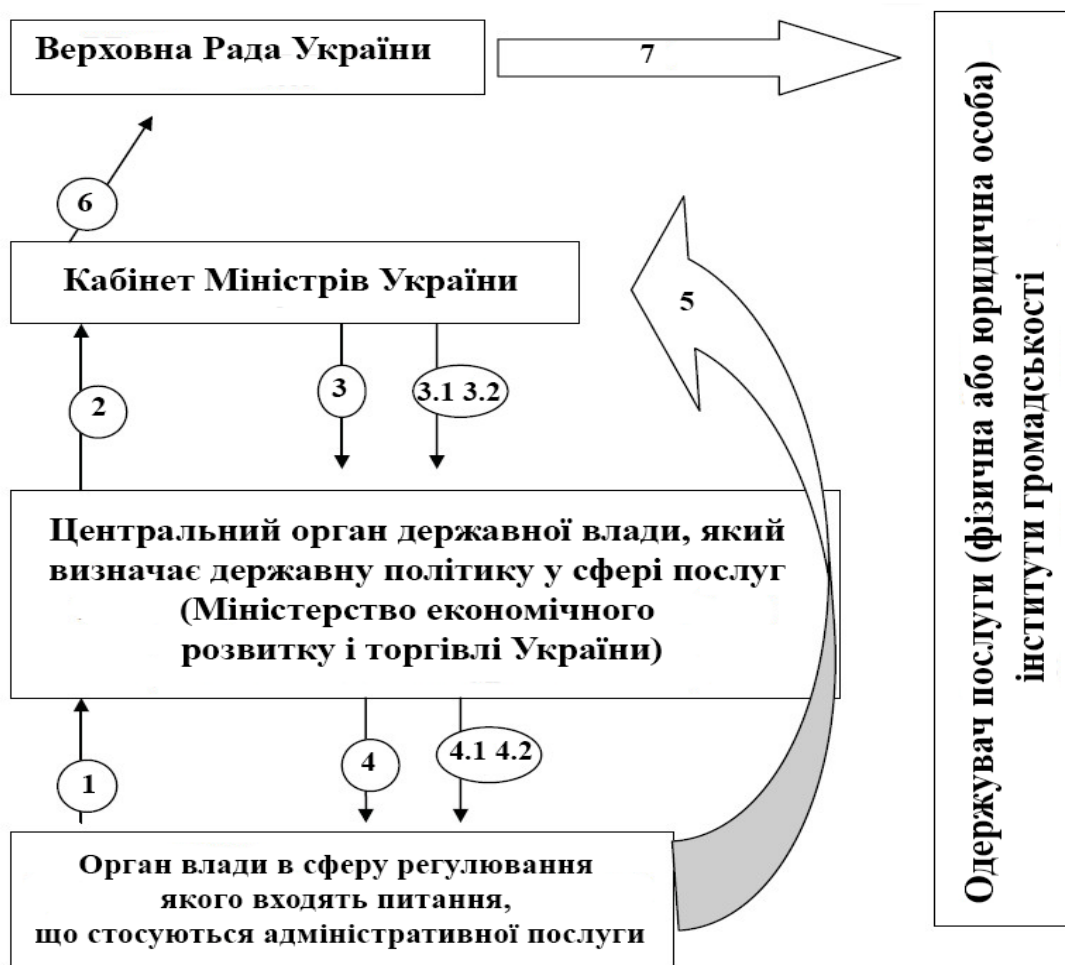 Верховна Рада України
7
6
Кабінет Міністрів України
5
2
3
3.1 3.2
Центральний орган державної влади, який
визначає державну політику у сфері послуг
(Міністерство економічного
розвитку і торгівлі України)
1
4
4.1 4.2
Орган влади в сферу регулювання
якого входять питання,
що стосуються адміністративної послуги
Одержувач послуги (фізична або юридична особа)
інститути громадськості